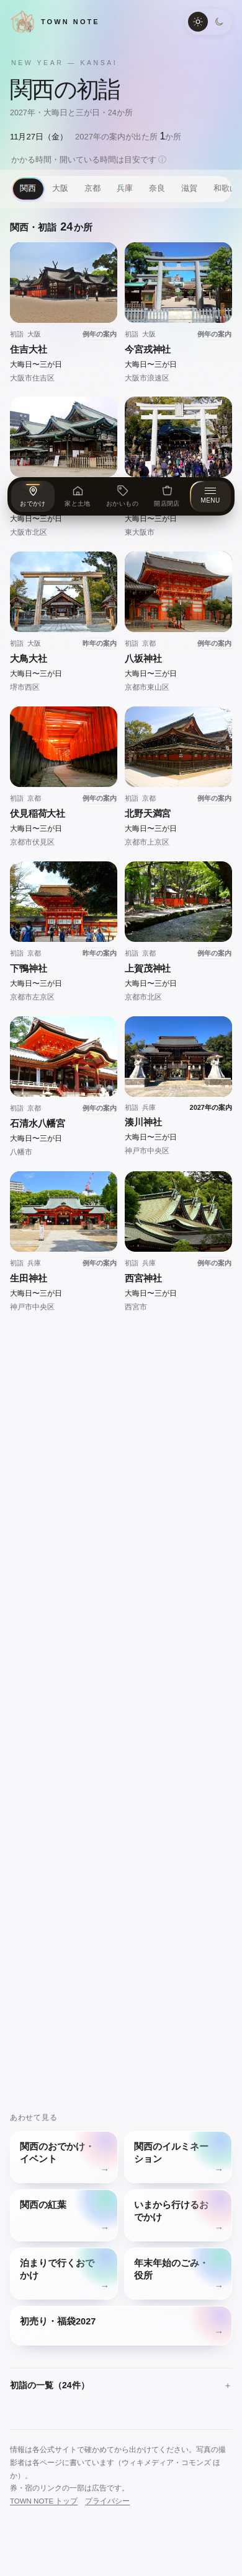 TOWN NOTE
NEW YEAR — KANSAI
関西の初詣
2027年・大晦日と三が日・24か所
11月27日（金） 2027年の案内が出た所 1か所
かかる時間・開いている時間は目安です ⓘ
関西 大阪 京都 兵庫 奈良 滋賀
関西・初詣 24か所
初詣 大阪 例年の案内
住吉大社
大晦日〜三が日
大阪市住吉区
初詣 大阪 例年の案内
今宮戎神社
大晦日〜三が日
大阪市浪速区
おでかけ
家と土地
おかいもの
開店閉店
MENU
大晦日〜三が日
大阪市北区
大晦日〜三が日
東大阪市
初詣 大阪 昨年の案内
大鳥大社
大晦日〜三が日
堺市西区
初詣 京都 例年の案内
八坂神社
大晦日〜三が日
京都市東山区
初詣 京都 例年の案内
伏見稲荷大社
大晦日〜三が日
京都市伏見区
初詣 京都 例年の案内
北野天満宮
大晦日〜三が日
京都市上京区
初詣 京都 昨年の案内
下鴨神社
大晦日〜三が日
京都市左京区
初詣 京都 例年の案内
上賀茂神社
大晦日〜三が日
京都市北区
初詣 京都 例年の案内
石清水八幡宮
大晦日〜三が日
八幡市
初詣 兵庫 2027年の案内
湊川神社
大晦日〜三が日
神戸市中央区
初詣 兵庫 例年の案内
生田神社
大晦日〜三が日
神戸市中央区
初詣 兵庫 例年の案内
西宮神社
大晦日〜三が日
西宮市
あわせて見る
関西のおでかけ・
イベント
→
関西のイルミネー
ション
→
関西の紅葉
→
いまから行けるお
でかけ
→
泊まりで行くおで
かけ
→
年末年始のごみ・
役所
→
初売り・福袋2027
→
初詣の一覧（24件） +
情報は各公式サイトで確かめてから出かけてください。写真の撮
影者は各ページに書いています（ウィキメディア・コモンズ ほ
か）。
券・宿のリンクの一部は広告です。
TOWN NOTE トップ プライバシー